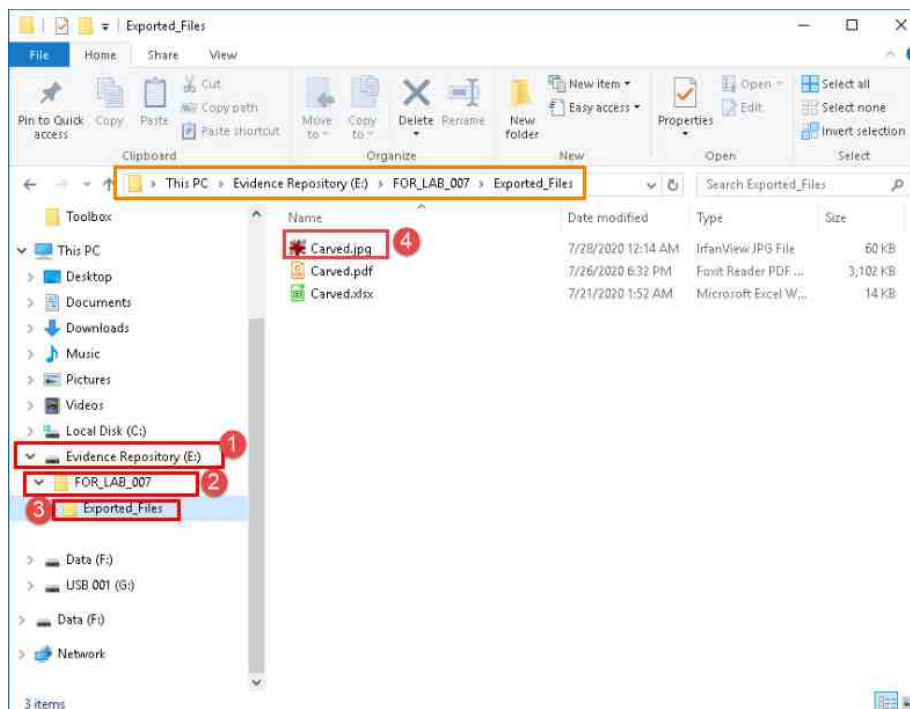 Exported_Files
File Home Share View
Pin to Quick access
Copy
Paste
Cut
Copy path
Paste shortcut
Move to
Copy to
Delete
Rename
New folder
New item
Easy access
Properties
Open
Edit
Select all
Select none
Invert selection
Clipboard Organize New Open Select
This PC > Evidence Repository (E:) > FOR_LAB_007 > Exported_Files
Search Exported_Files
Name Date modified Type Size
Carved.jpg 7/28/2020 12:14 AM IrfanView JPG File 60 KB
4
Carved.pdf 7/26/2020 6:32 PM Foxit Reader PDF ... 3,102 KB
Carved.xlsx 7/21/2020 1:52 AM Microsoft Excel W... 14 KB
Toolbox
This PC
Desktop
Documents
Downloads
Music
Pictures
Videos
Local Disk (C:)
Evidence Repository (E:)
1
FOR_LAB_007
2
3
Exported_Files
Data (F:)
USB 001 (G:)
Data (F:)
Network
3 items